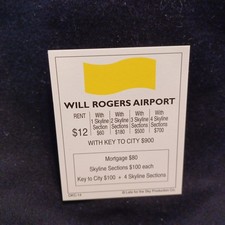 WILL ROGERS AIRPORT
RENT With With With With
1 Skyline 2 Skyline 3 Skyline 4 Skyline
Section Sections Sections Sections
$12 $60 $180 $500 $700
WITH KEY TO CITY $900
Mortgage $80
Skyline Sections $100 each
Key to City $100 + 4 Skyline Sections